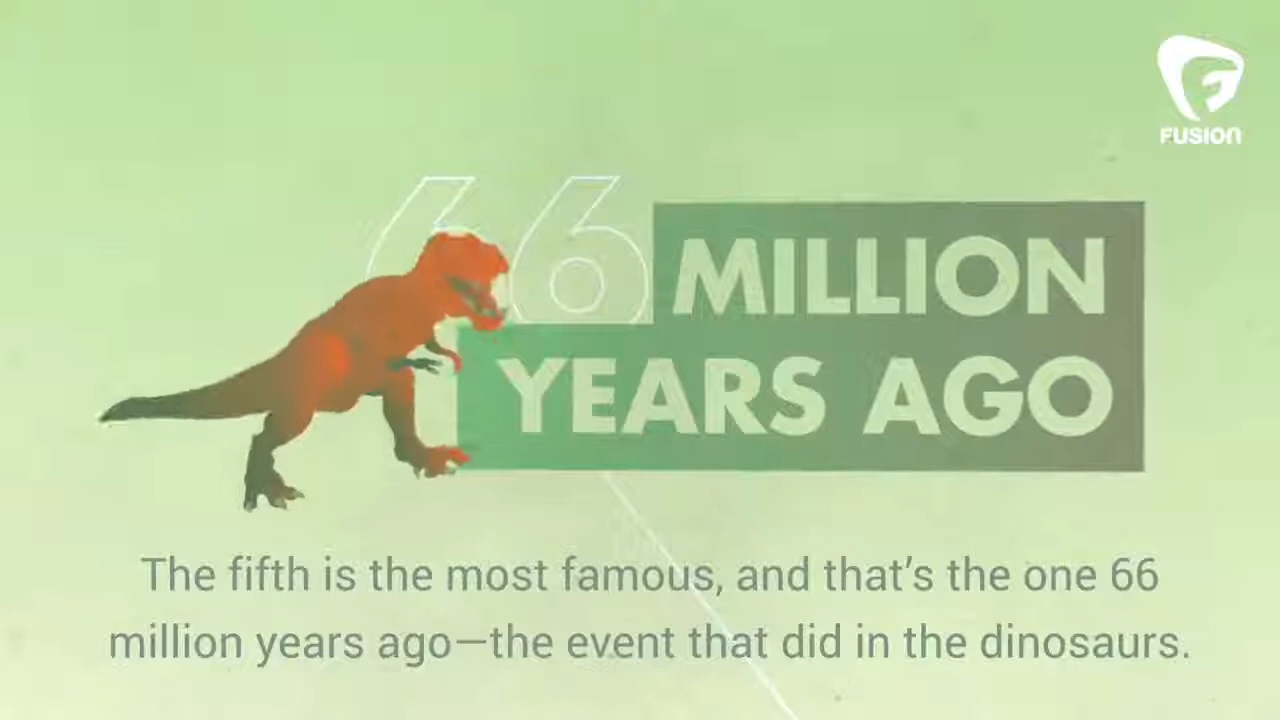 FUSION
66 MILLION
YEARS AGO
The fifth is the most famous, and that’s the one 66
million years ago—the event that did in the dinosaurs.